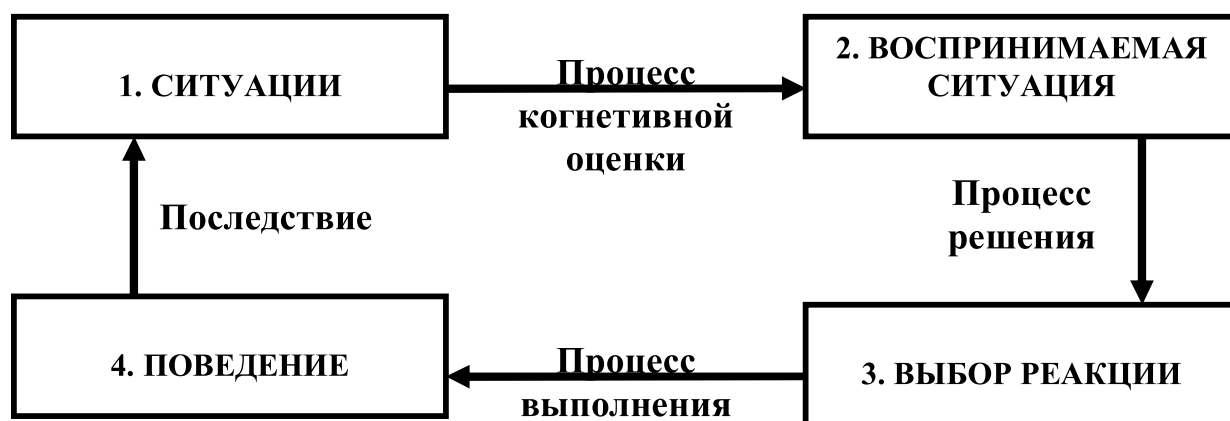 1. СИТУАЦИИ
Процесс
когнетивной
оценки
2. ВОСПРИНИМАЕМАЯ
СИТУАЦИЯ
Последствие
Процесс
решения
4. ПОВЕДЕНИЕ
Процесс
выполнения
3. ВЫБОР РЕАКЦИИ